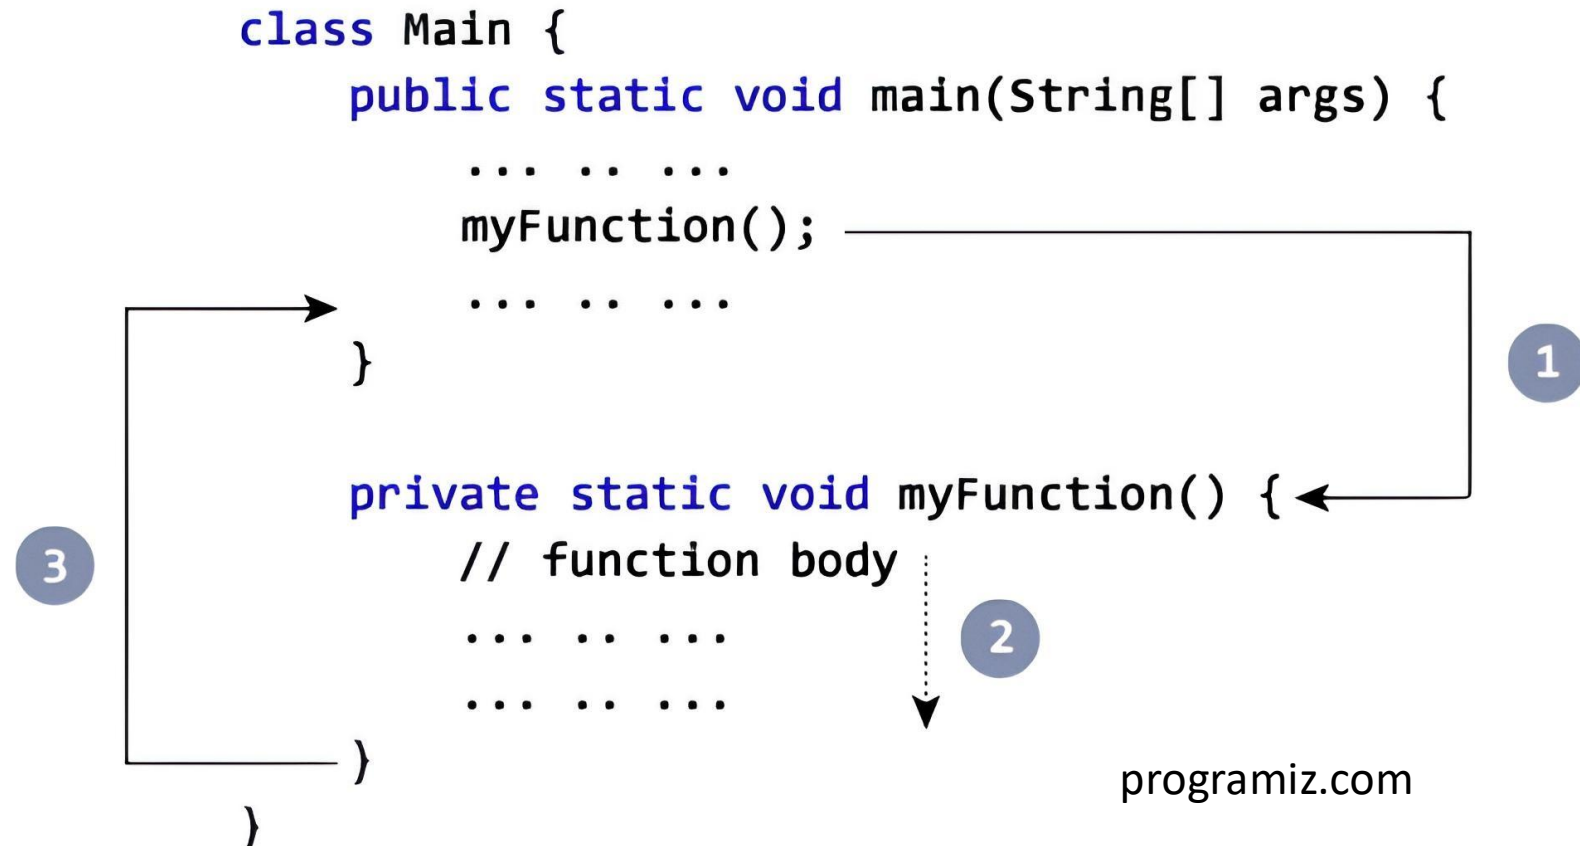 class Main {
public static void main(String[] args) {
... .. ...
myFunction();
... .. ...
}
1
private static void myFunction() {
3
// function body
2
... .. ...
... .. ...
}
programiz.com
}